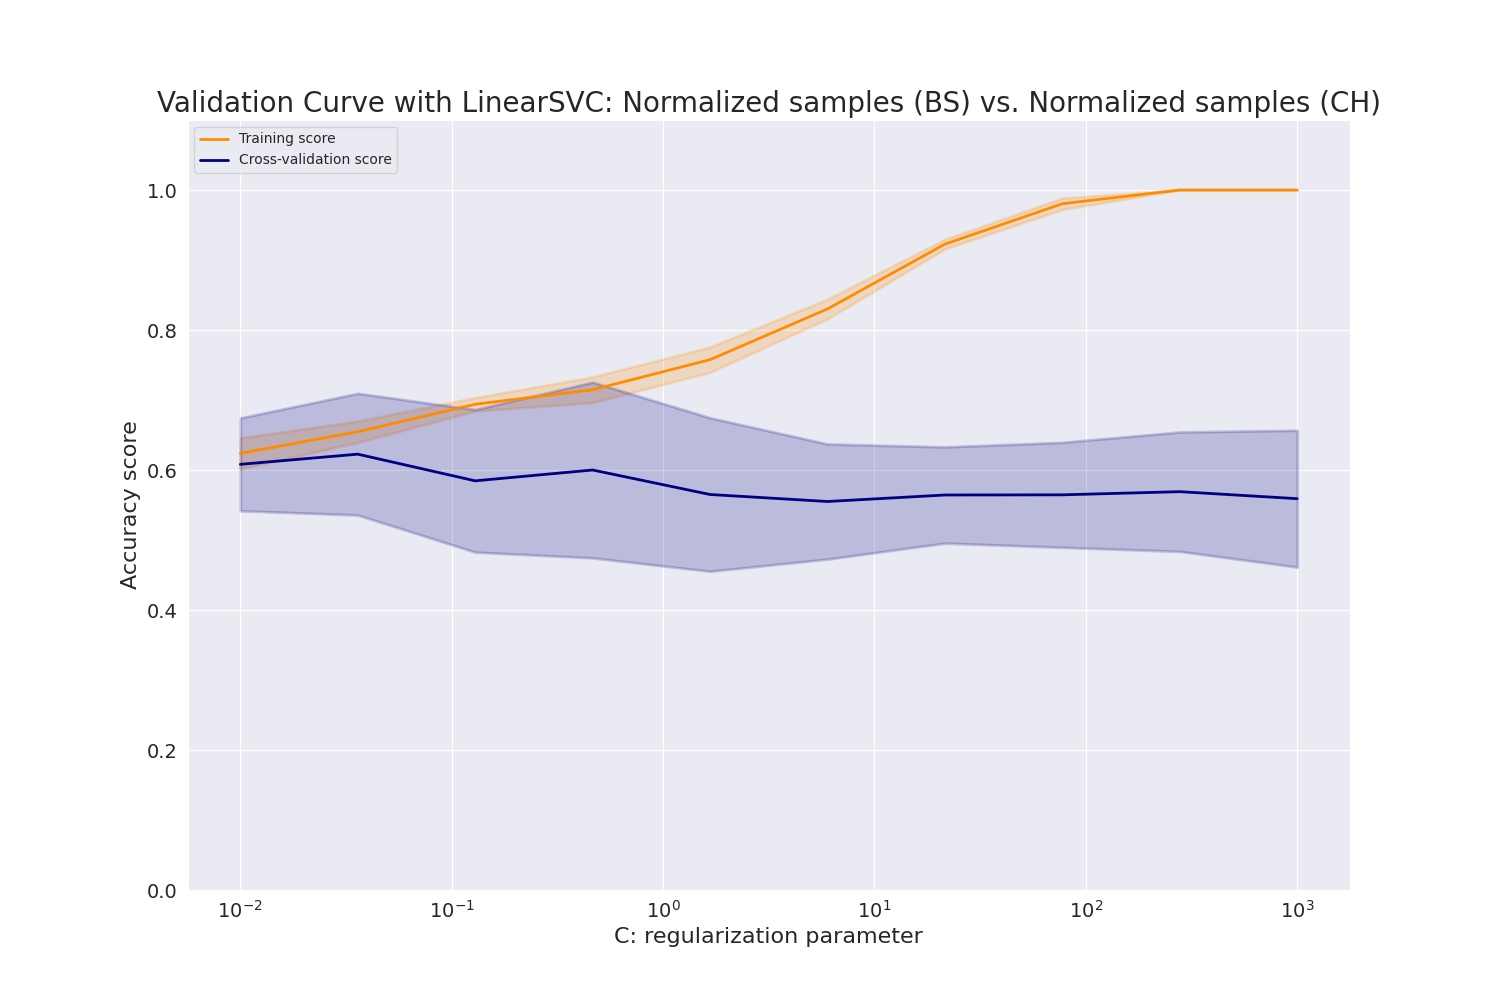 Validation Curve with LinearSVC: Normalized samples (BS) vs. Normalized samples (CH)
Training score
Cross-validation score
1.0
0.8
0.6
0.4
0.2
0.0
Accuracy score
10⁻² 10⁻¹ 10⁰ 10¹ 10² 10³
C: regularization parameter